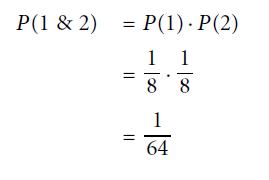 P(1 & 2) = P(1) · P(2)
= 1/8 · 1/8
= 1/64